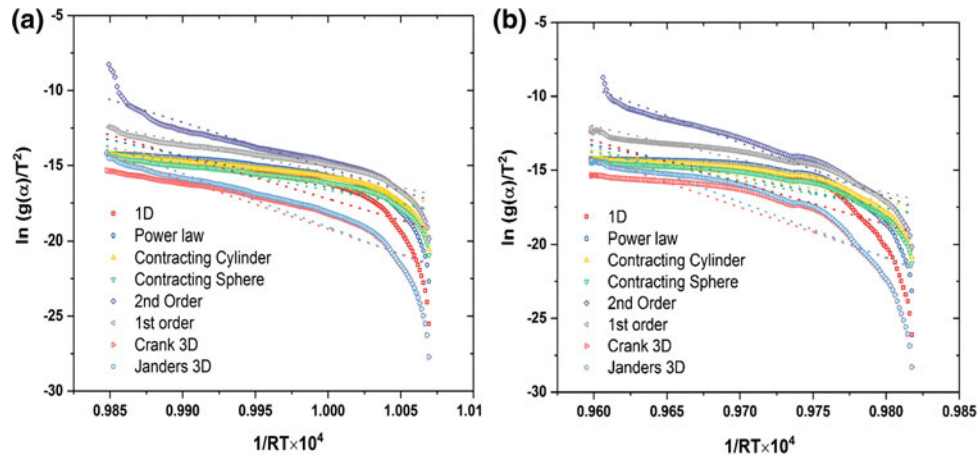 (a)
ln (g(α)/T²)
-5
-10
-15
-20
-25
-30
1D
Power law
Contracting Cylinder
Contracting Sphere
2nd Order
1st order
Crank 3D
Janders 3D
0.985 0.990 0.995 1.000 1.005 1.01
1/RT×10⁴
(b)
ln (g(α)/T²)
-5
-10
-15
-20
-25
-30
1D
Power law
Contracting Cylinder
Contracting Sphere
2nd Order
1st order
Crank 3D
Janders 3D
0.960 0.965 0.970 0.975 0.980 0.985
1/RT×10⁴